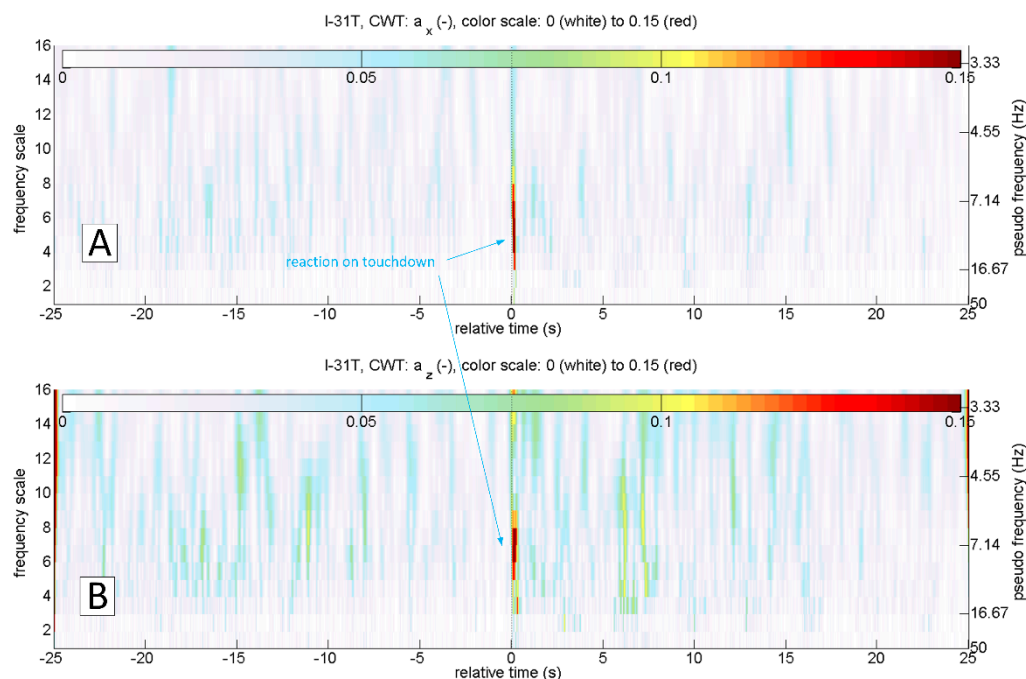 I-31T, CWT: a x (-), color scale: 0 (white) to 0.15 (red)
16
0 0.05 0.1 0.15
3.33
14
12
4.55
10
frequency scale
pseudo frequency (Hz)
8
7.14
6
A
4
reaction on touchdown
16.67
2
50
-25 -20 -15 -10 -5 0 5 10 15 20 25
relative time (s)
I-31T, CWT: a z (-), color scale: 0 (white) to 0.15 (red)
16
0 0.05 0.1 0.15
3.33
14
12
4.55
10
frequency scale
pseudo frequency (Hz)
8
7.14
6
B
4
16.67
2
50
-25 -20 -15 -10 -5 0 5 10 15 20 25
relative time (s)